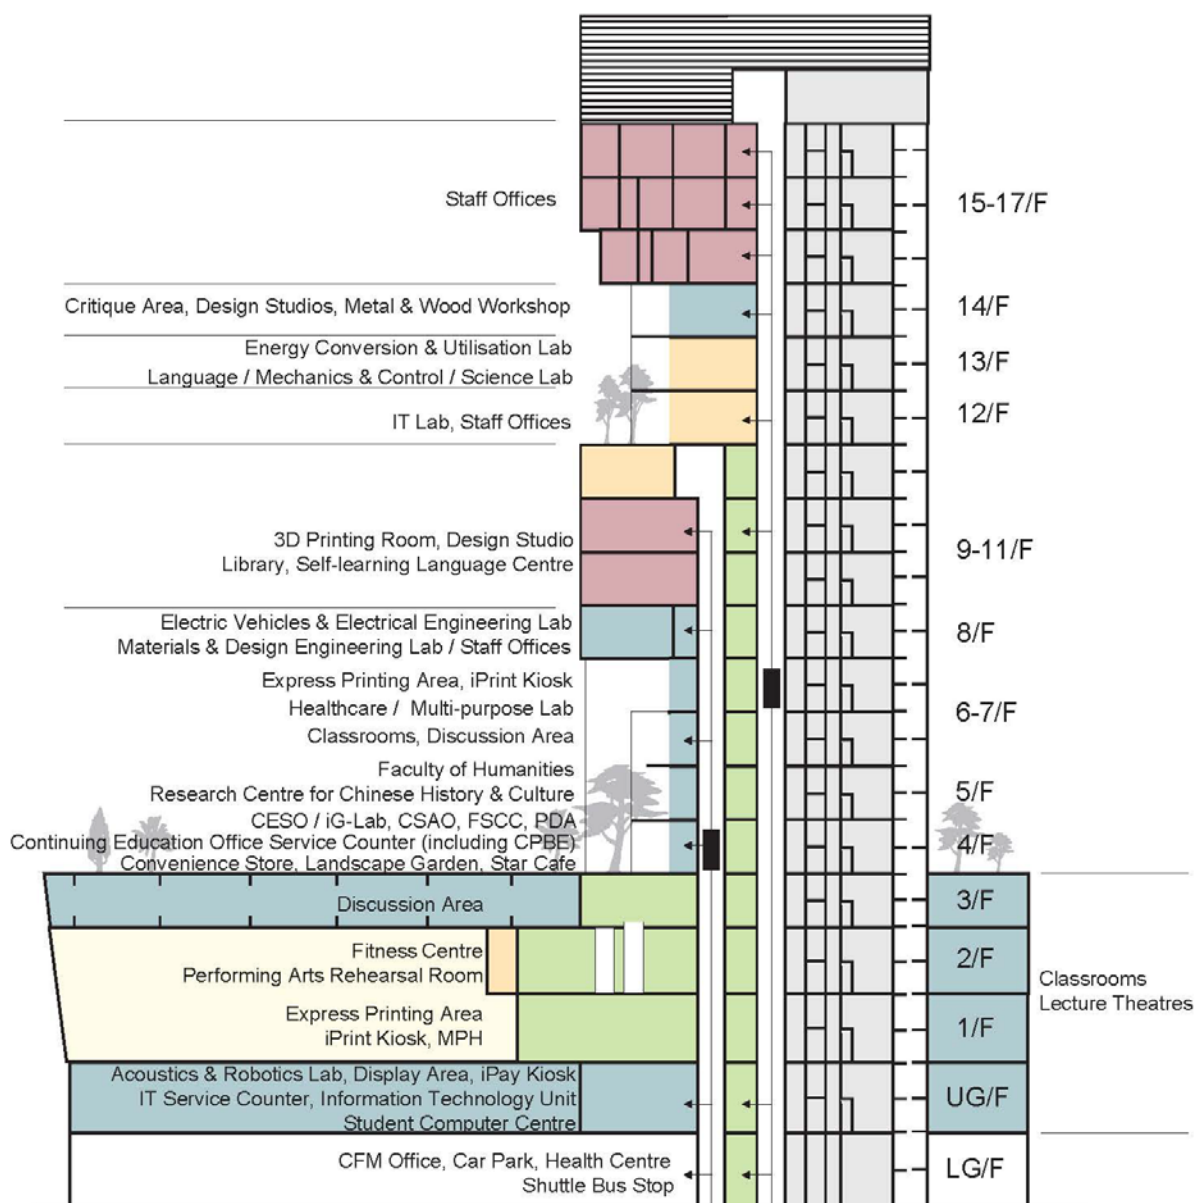 Staff Offices
15-17/F
Critique Area, Design Studios, Metal & Wood Workshop
14/F
Energy Conversion & Utilisation Lab
Language / Mechanics & Control / Science Lab
13/F
IT Lab, Staff Offices
12/F
3D Printing Room, Design Studio
Library, Self-learning Language Centre
9-11/F
Electric Vehicles & Electrical Engineering Lab
Materials & Design Engineering Lab / Staff Offices
8/F
Express Printing Area, iPrint Kiosk
Healthcare / Multi-purpose Lab
Classrooms, Discussion Area
6-7/F
Faculty of Humanities
Research Centre for Chinese History & Culture
5/F
CESO / iG-Lab, CSAO, FSCC, PDA
Continuing Education Office Service Counter (including CPBE)
Convenience Store, Landscape Garden, Star Cafe
4/F
Discussion Area
3/F
Fitness Centre
Performing Arts Rehearsal Room
2/F
Express Printing Area
iPrint Kiosk, MPH
1/F
Classrooms
Lecture Theatres
Acoustics & Robotics Lab, Display Area, iPay Kiosk
IT Service Counter, Information Technology Unit
Student Computer Centre
UG/F
CFM Office, Car Park, Health Centre
Shuttle Bus Stop
LG/F